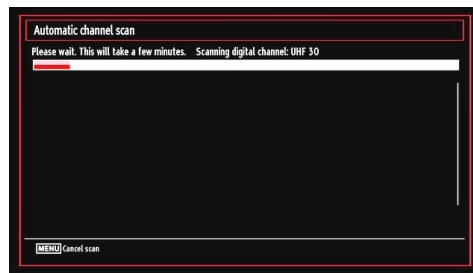 Automatic channel scan
Please wait. This will take a few minutes. Scanning digital channel: UHF 30
MENU Cancel scan